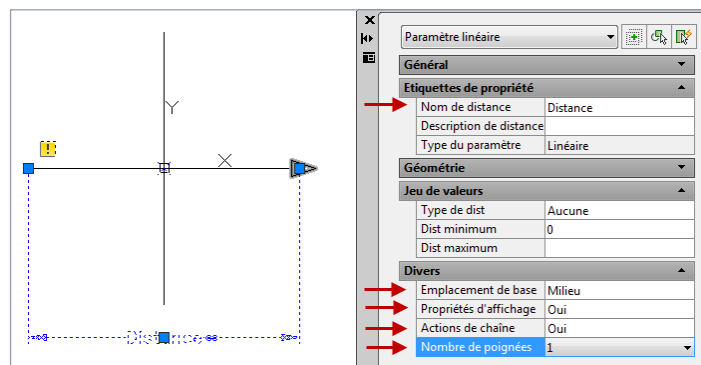 Y
X
!
Distance
Paramètre linéaire
Général
Etiquettes de propriété
Nom de distance Distance
Description de distance
Type du paramètre Linéaire
Géométrie
Jeu de valeurs
Type de dist Aucune
Dist minimum 0
Dist maximum
Divers
Emplacement de base Milieu
Propriétés d'affichage Oui
Actions de chaîne Oui
Nombre de poignées 1